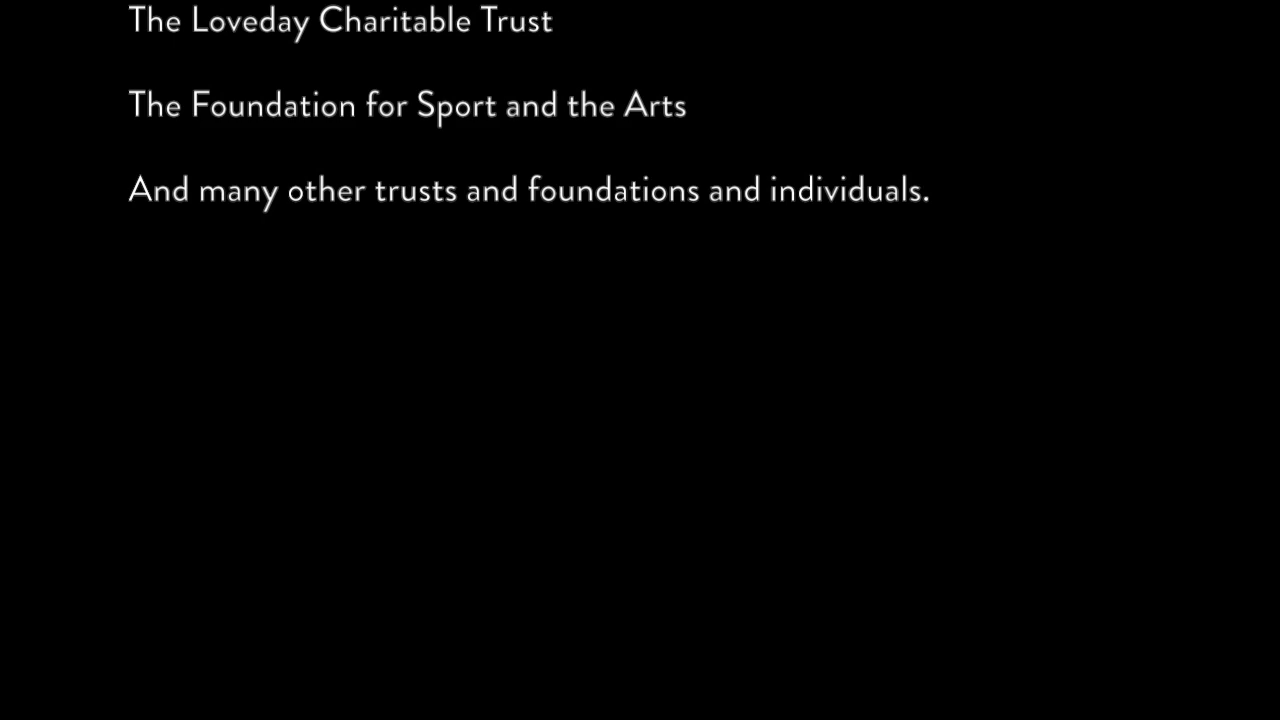 The Loveday Charitable Trust
The Foundation for Sport and the Arts
And many other trusts and foundations and individuals.